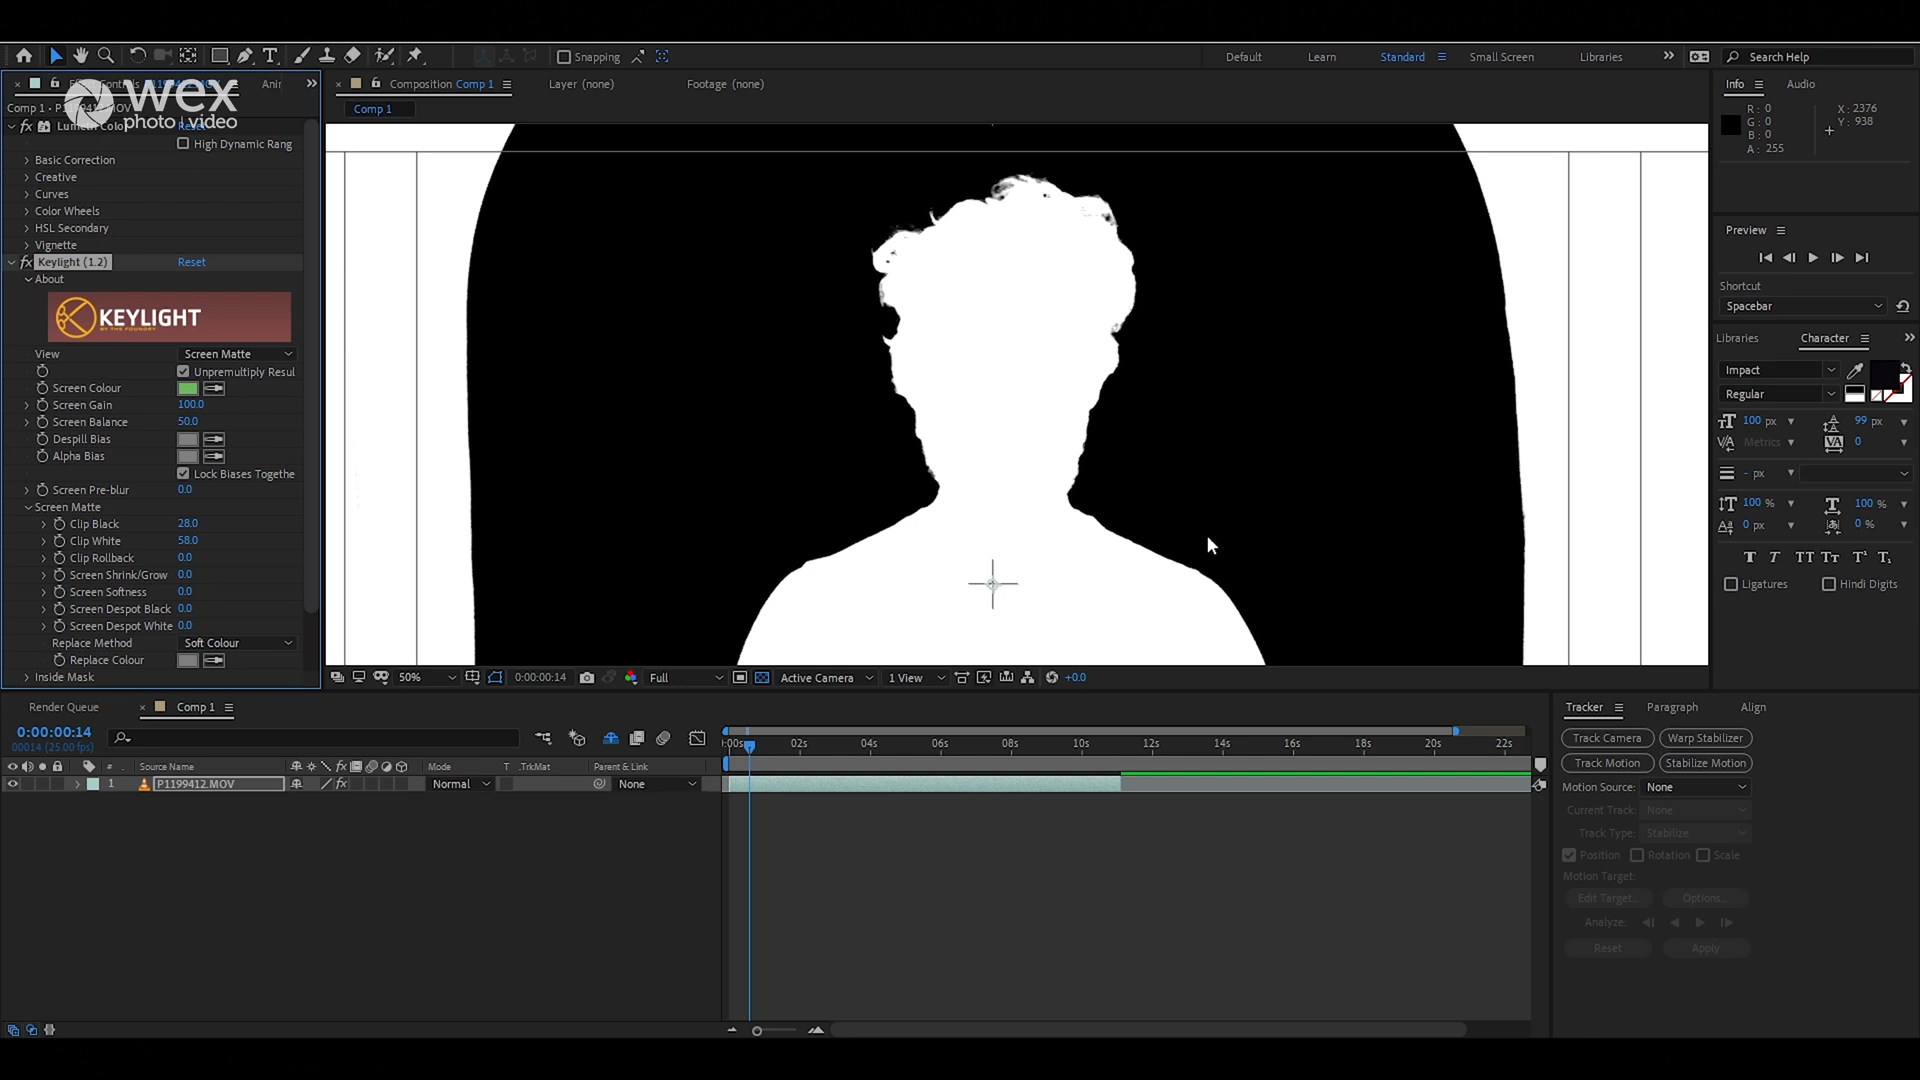 Snapping
Default
Learn
Standard
Small Screen
Libraries
Search Help
wex
photo video
Comp 1
Composition Comp 1
Layer (none)
Footage (none)
Comp 1
Info
Audio
R: 0
G: 0
B: 0
A: 255
X: 2376
Y: 938
Reset
High Dynamic Rang
Basic Correction
Creative
Curves
Color Wheels
HSL Secondary
Vignette
Keylight (1.2)
Reset
About
KEYLIGHT
BY THE FOUNDRY
View
Screen Matte
Unpremultiply Resul
Screen Colour
Screen Gain
100.0
Screen Balance
50.0
Despill Bias
Alpha Bias
Lock Biases Togethe
Screen Pre-blur
0.0
Screen Matte
Clip Black
28.0
Clip White
58.0
Clip Rollback
0.0
Screen Shrink/Grow
0.0
Screen Softness
0.0
Screen Despot Black
0.0
Screen Despot White
0.0
Replace Method
Soft Colour
Replace Colour
Inside Mask
50%
0:00:00:14
Full
Active Camera
1 View
+0.0
Preview
Shortcut
Spacebar
Libraries
Character
Impact
Regular
100 px
99 px
Metrics
0
- px
100 %
100 %
0 px
0 %
Ligatures
Hindi Digits
Render Queue
Comp 1
0:00:00:14
00014 (25.00 fps)
# Source Name
Mode
T .TrkMat
Parent & Link
1 P1199412.MOV
Normal
None
:00s 02s 04s 06s 08s 10s 12s 14s 16s 18s 20s 22s
Tracker
Paragraph
Align
Track Camera
Warp Stabilizer
Track Motion
Stabilize Motion
Motion Source: None
Current Track: None
Track Type: Stabilize
Position
Rotation
Scale
Motion Target:
Edit Target...
Options...
Analyze:
Reset
Apply